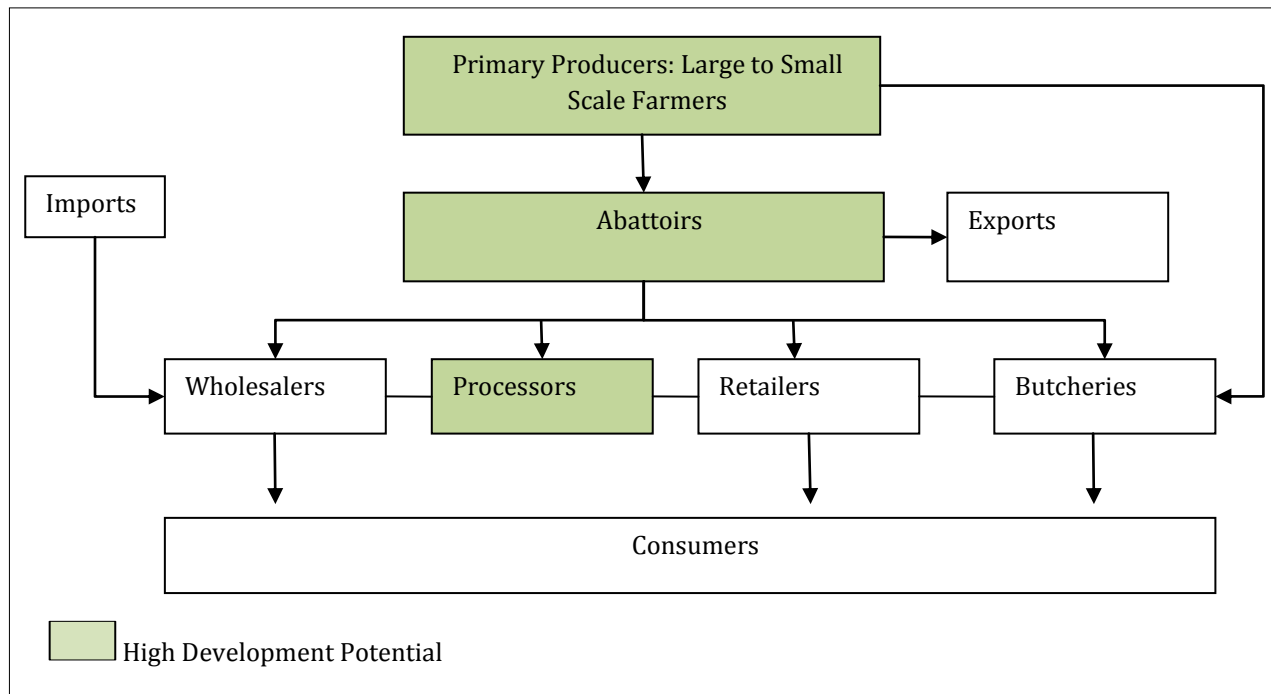 Primary Producers: Large to Small
Scale Farmers
Imports
Abattoirs
Exports
Wholesalers
Processors
Retailers
Butcheries
Consumers
High Development Potential